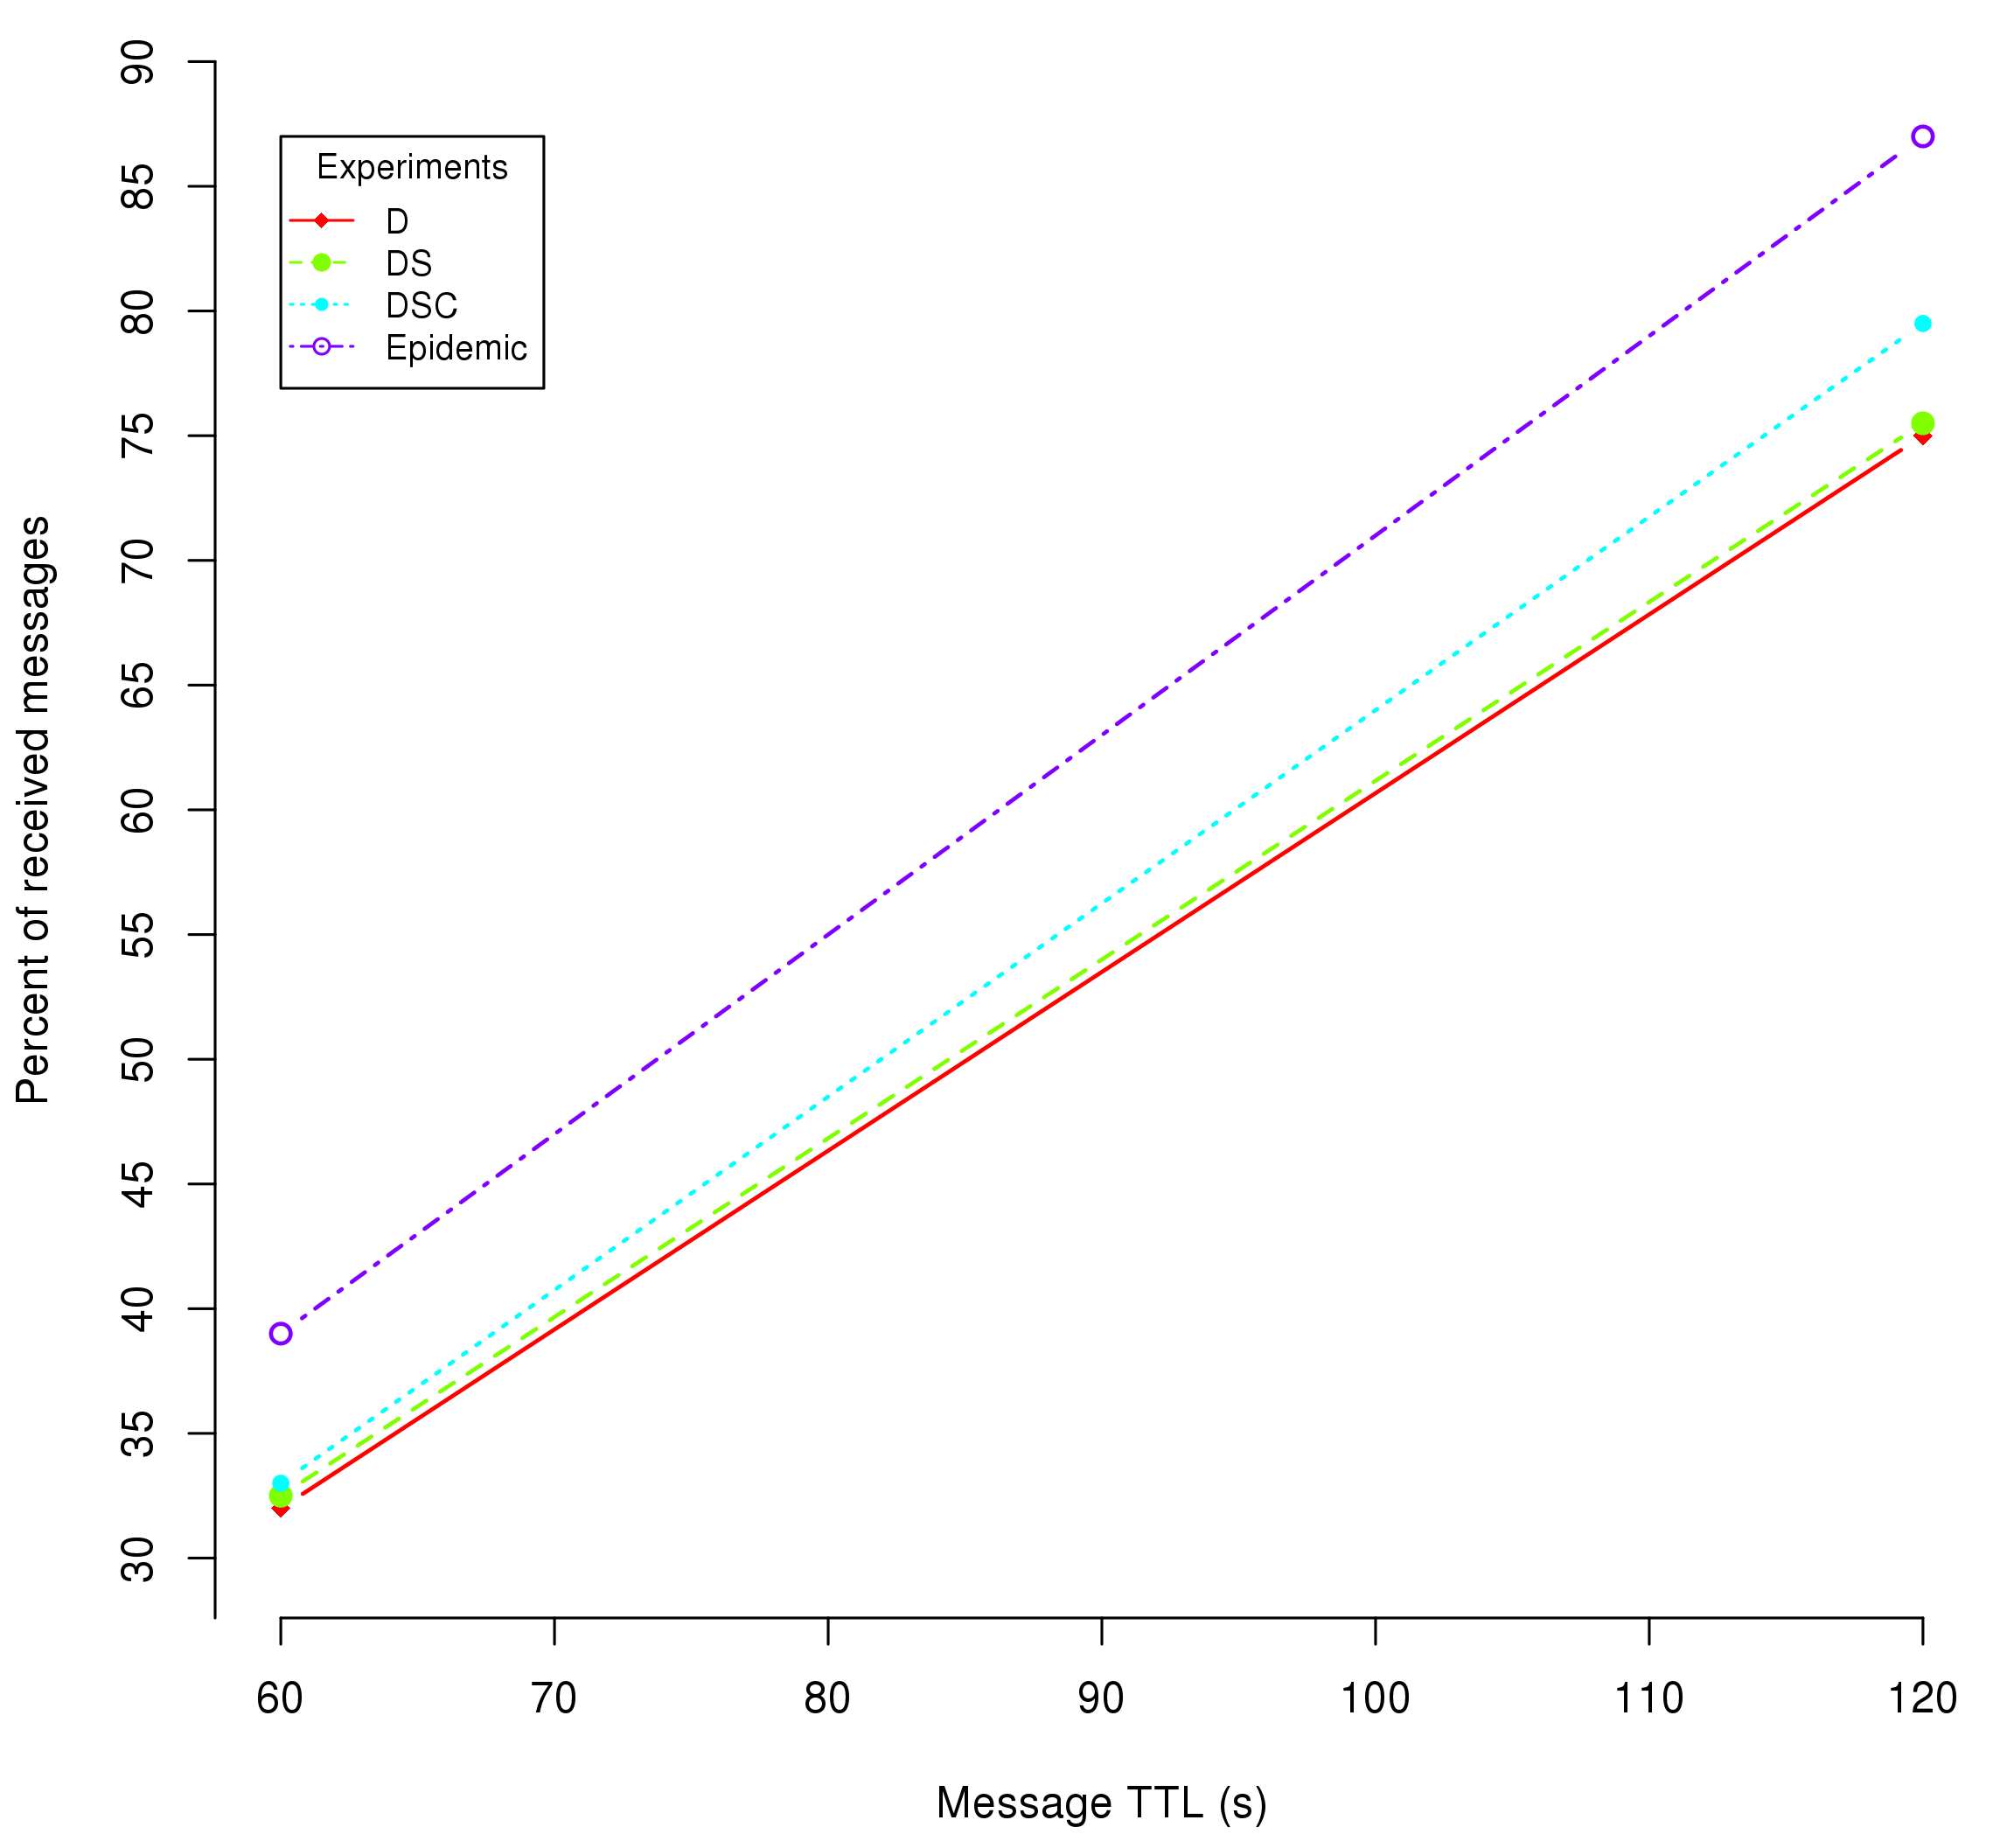 90
85
80
75
70
65
60
55
50
45
40
35
30
Percent of received messages
Experiments
D
DS
DSC
Epidemic
60 70 80 90 100 110 120
Message TTL (s)